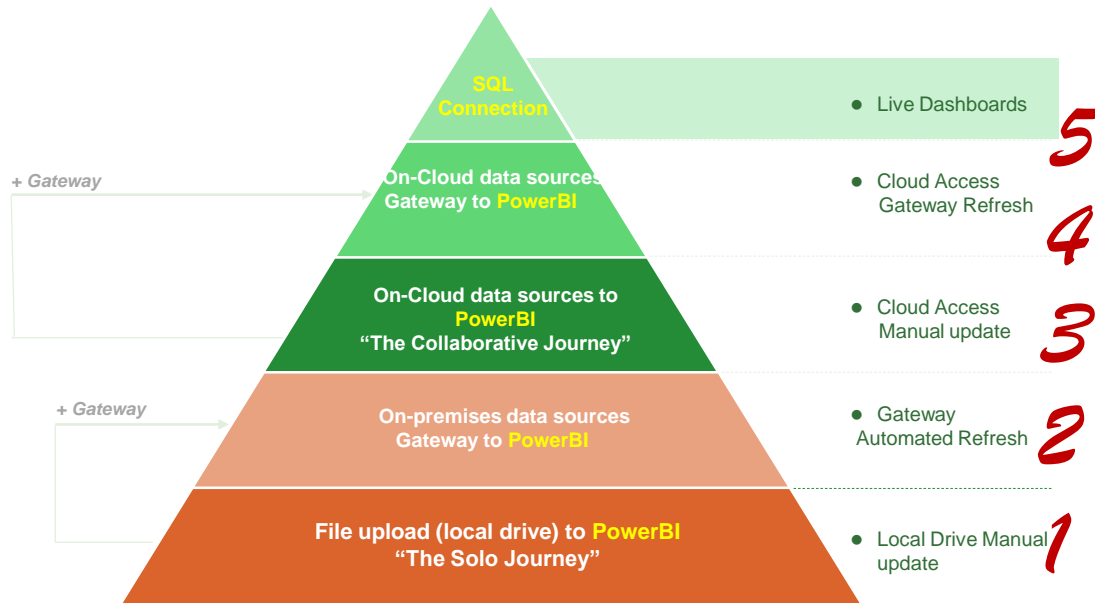 SQL
Connection
● Live Dashboards
5
+ Gateway
On-Cloud data sources
Gateway to PowerBI
● Cloud Access
Gateway Refresh
4
On-Cloud data sources to
PowerBI
“The Collaborative Journey”
● Cloud Access
Manual update
3
+ Gateway
On-premises data sources
Gateway to PowerBI
● Gateway
Automated Refresh
2
File upload (local drive) to PowerBI
“The Solo Journey”
● Local Drive Manual
update
1